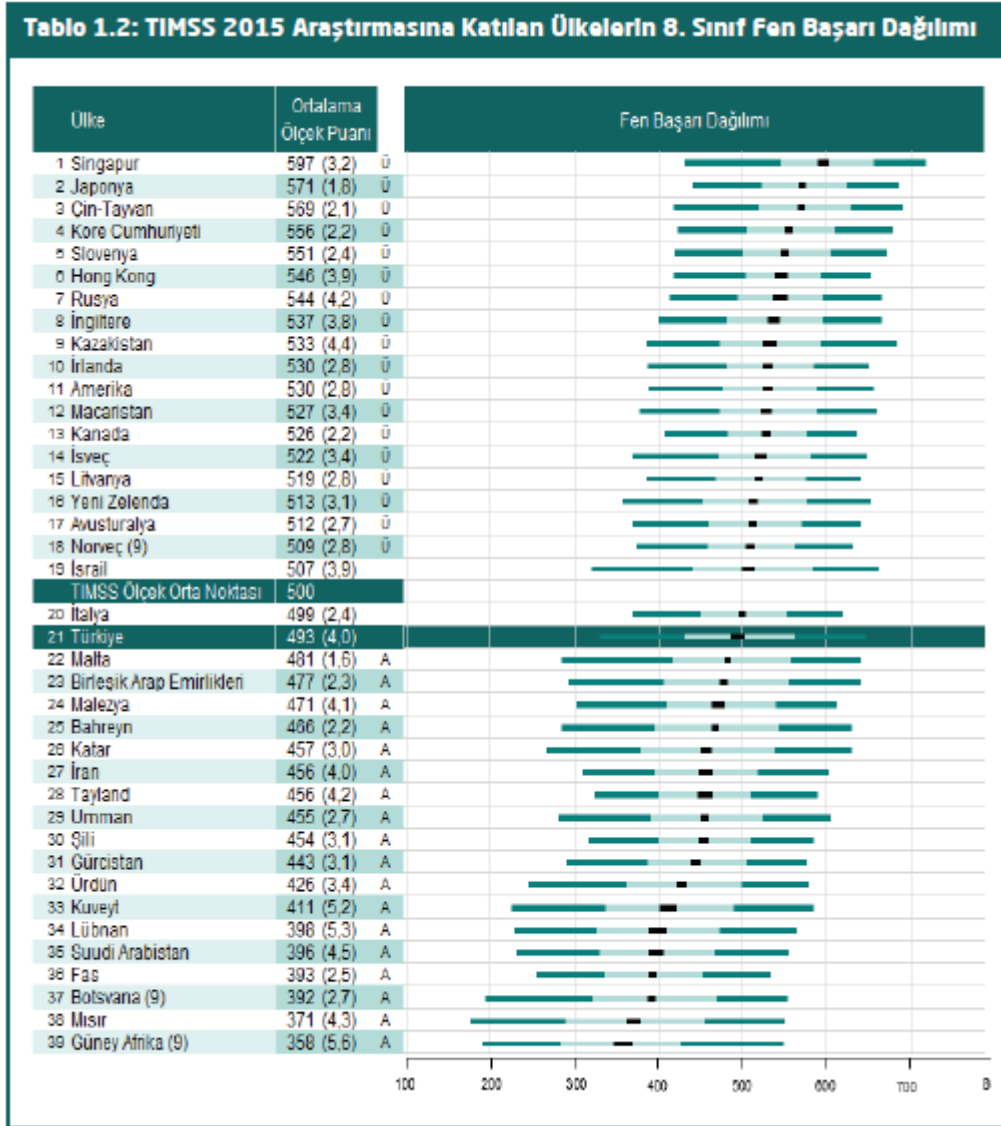 Tablo 1.2: TIMSS 2015 Araştırmasına Katılan Ülkelerin 8. Sınıf Fen Başarı Dağılımı
Ülke Ortalama Ölçek Puanı Fen Başarı Dağılımı
1 Singapur 597 (3,2) Ü
2 Japonya 571 (1,8) Ü
3 Çin-Tayvan 569 (2,1) Ü
4 Kore Cumhuriyeti 556 (2,2) Ü
5 Slovenya 551 (2,4) Ü
6 Hong Kong 546 (3,9) Ü
7 Rusya 544 (4,2) Ü
8 İngiltere 537 (3,8) Ü
9 Kazakistan 533 (4,4) Ü
10 İrlanda 530 (2,8) Ü
11 Amerika 530 (2,8) Ü
12 Macaristan 527 (3,4) Ü
13 Kanada 526 (2,2) Ü
14 İsveç 522 (3,4) Ü
15 Litvanya 519 (2,8) Ü
16 Yeni Zelenda 513 (3,1) Ü
17 Avusturalya 512 (2,7) Ü
18 Norveç (9) 509 (2,8) Ü
19 İsrail 507 (3,9)
TIMSS Ölçek Orta Noktası 500
20 İtalya 499 (2,4)
21 Türkiye 493 (4,0)
22 Malta 481 (1,6) A
23 Birleşik Arap Emirlikleri 477 (2,3) A
24 Malezya 471 (4,1) A
25 Bahreyn 466 (2,2) A
26 Katar 457 (3,0) A
27 İran 456 (4,0) A
28 Tayland 456 (4,2) A
29 Umman 455 (2,7) A
30 Şili 454 (3,1) A
31 Gürcistan 443 (3,1) A
32 Ürdün 426 (3,4) A
33 Kuveyt 411 (5,2) A
34 Lübnan 398 (5,3) A
35 Suudi Arabistan 396 (4,5) A
36 Fas 393 (2,5) A
37 Botsvana (9) 392 (2,7) A
38 Mısır 371 (4,3) A
39 Güney Afrika (9) 358 (5,6) A
100 200 300 400 500 600 700